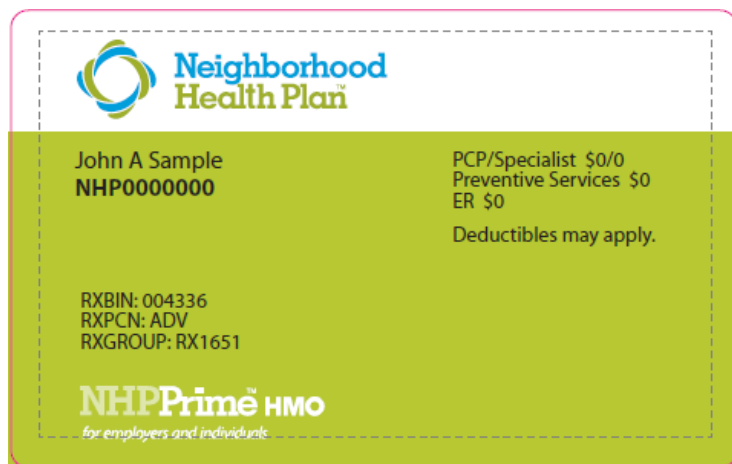 Neighborhood
Health Plan™
John A Sample
NHP0000000
PCP/Specialist $0/0
Preventive Services $0
ER $0
Deductibles may apply.
RXBIN: 004336
RXPCN: ADV
RXGROUP: RX1651
NHPPrime™ HMO
for employers and individuals